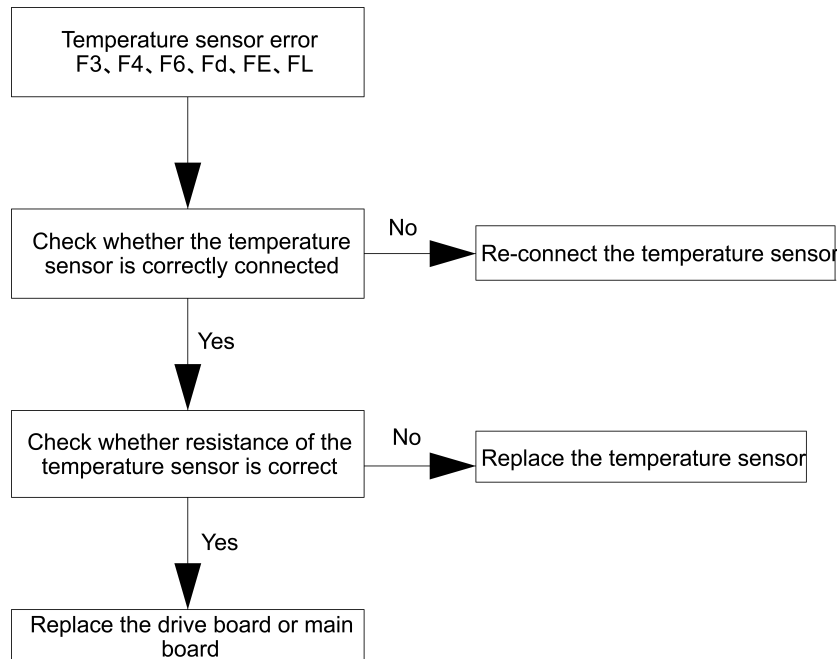 Temperature sensor error
F3、F4、F6、Fd、FE、FL
Check whether the temperature
sensor is correctly connected
No
Re-connect the temperature sensor
Yes
Check whether resistance of the
temperature sensor is correct
No
Replace the temperature sensor
Yes
Replace the drive board or main
board